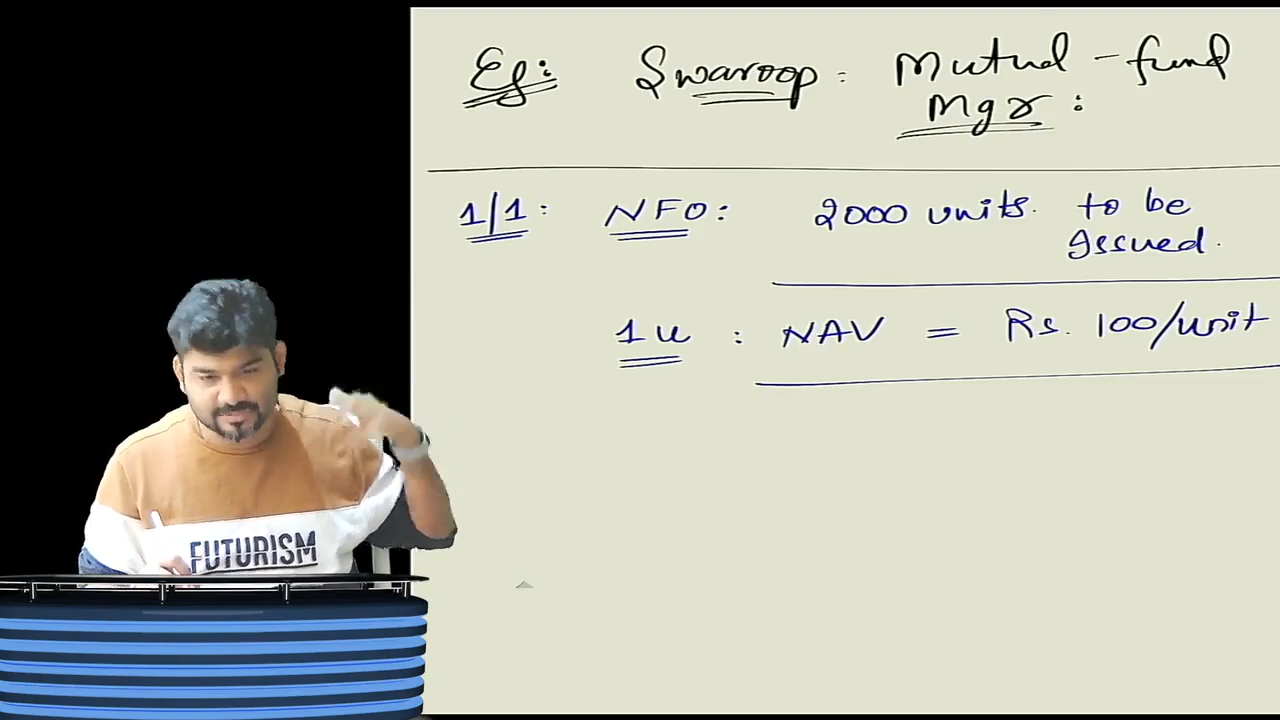 Eg: Swaroop: Mutual-fund
Mgr:
1/1: NFO: 2000 units. to be
issued.
1u: NAV = Rs. 100/unit
FUTURISM